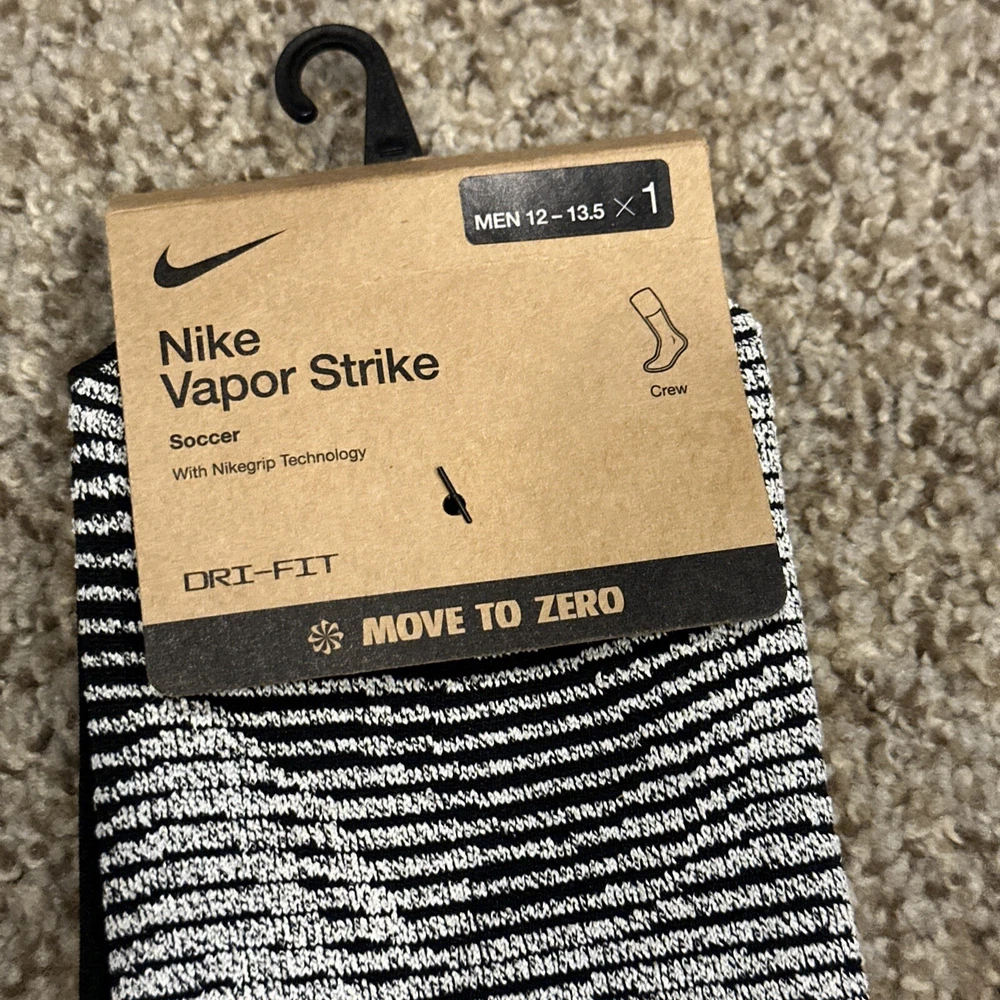 MEN 12 – 13.5 × 1
Nike
Vapor Strike
Crew
Soccer
With Nikegrip Technology
DRI-FIT
MOVE TO ZERO